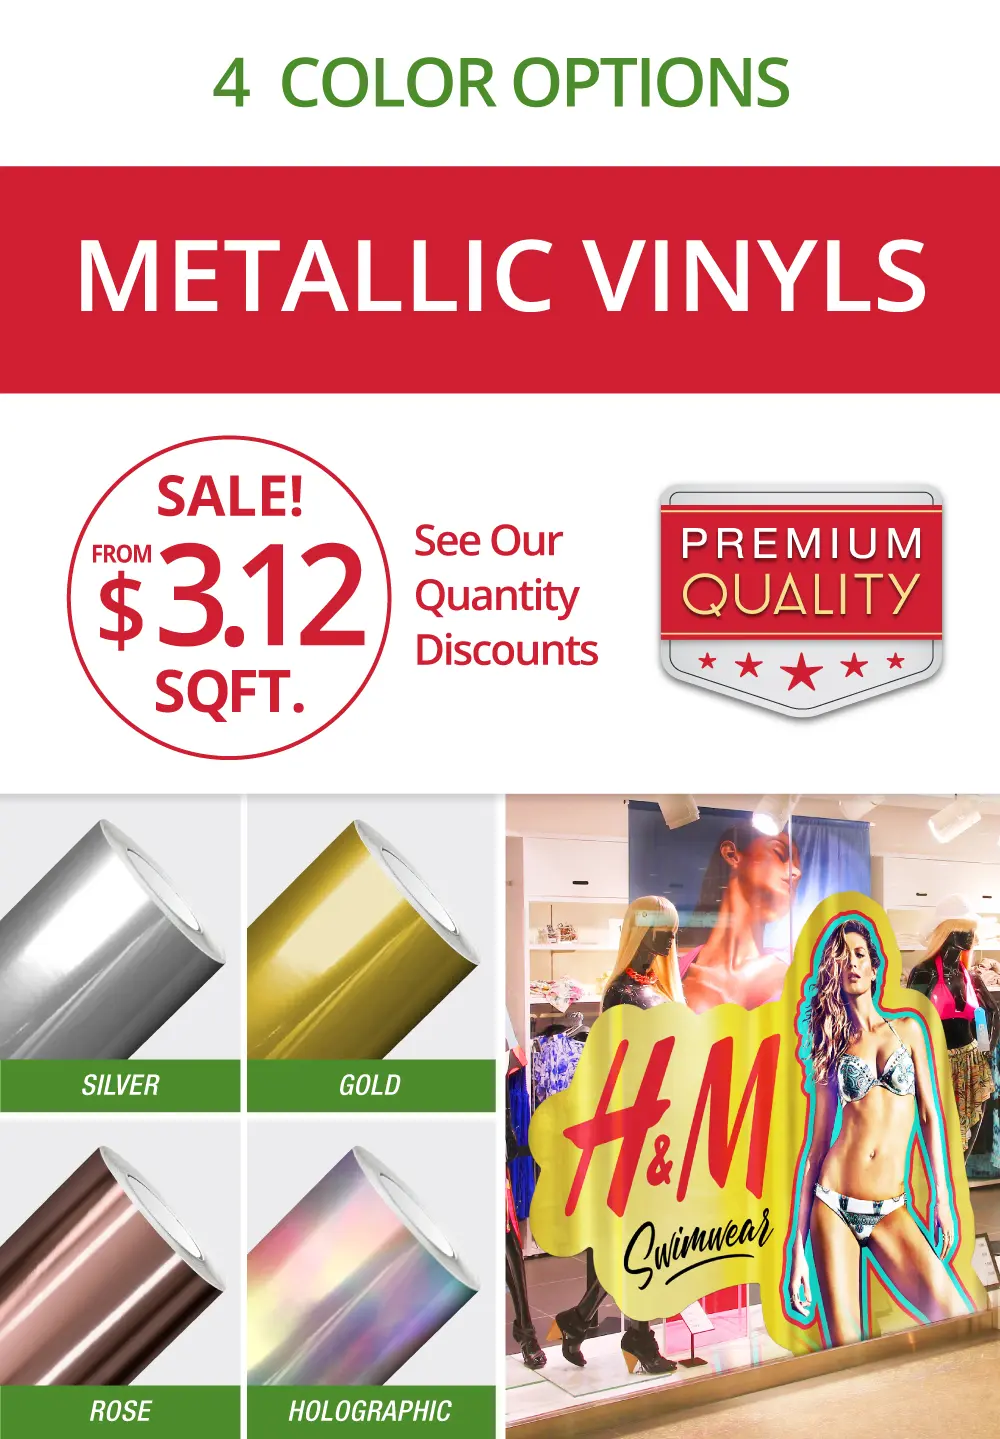 4 COLOR OPTIONS
METALLIC VINYLS
SALE!
FROM
$3.12
SQFT.
See Our
Quantity
Discounts
PREMIUM
QUALITY
SILVER
GOLD
ROSE
HOLOGRAPHIC
H&M
Swimwear